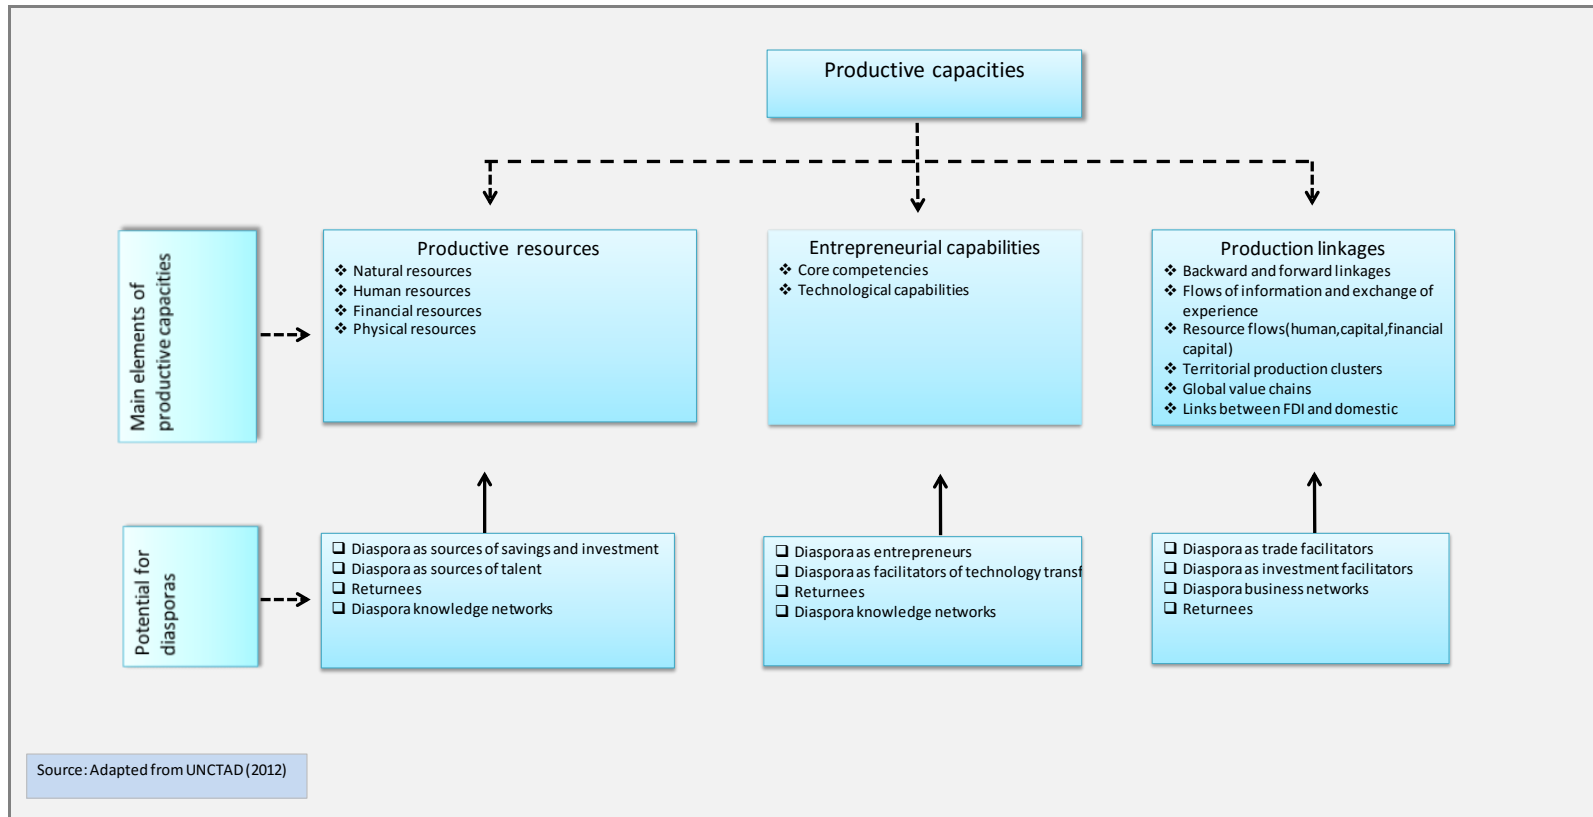 Productive capacities
Main elements of
productive capacities
Productive resources
❖ Natural resources
❖ Human resources
❖ Financial resources
❖ Physical resources
Entrepreneurial capabilities
❖ Core competencies
❖ Technological capabilities
Production linkages
❖ Backward and forward linkages
❖ Flows of information and exchange of
experience
❖ Resource flows(human,capital,financial
capital)
❖ Territorial production clusters
❖ Global value chains
❖ Links between FDI and domestic
Potential for
diasporas
❑ Diaspora as sources of savings and investment
❑ Diaspora as sources of talent
❑ Returnees
❑ Diaspora knowledge networks
❑ Diaspora as entrepreneurs
❑ Diaspora as facilitators of technology transf
❑ Returnees
❑ Diaspora knowledge networks
❑ Diaspora as trade facilitators
❑ Diaspora as investment facilitators
❑ Diaspora business networks
❑ Returnees
Source: Adapted from UNCTAD (2012)